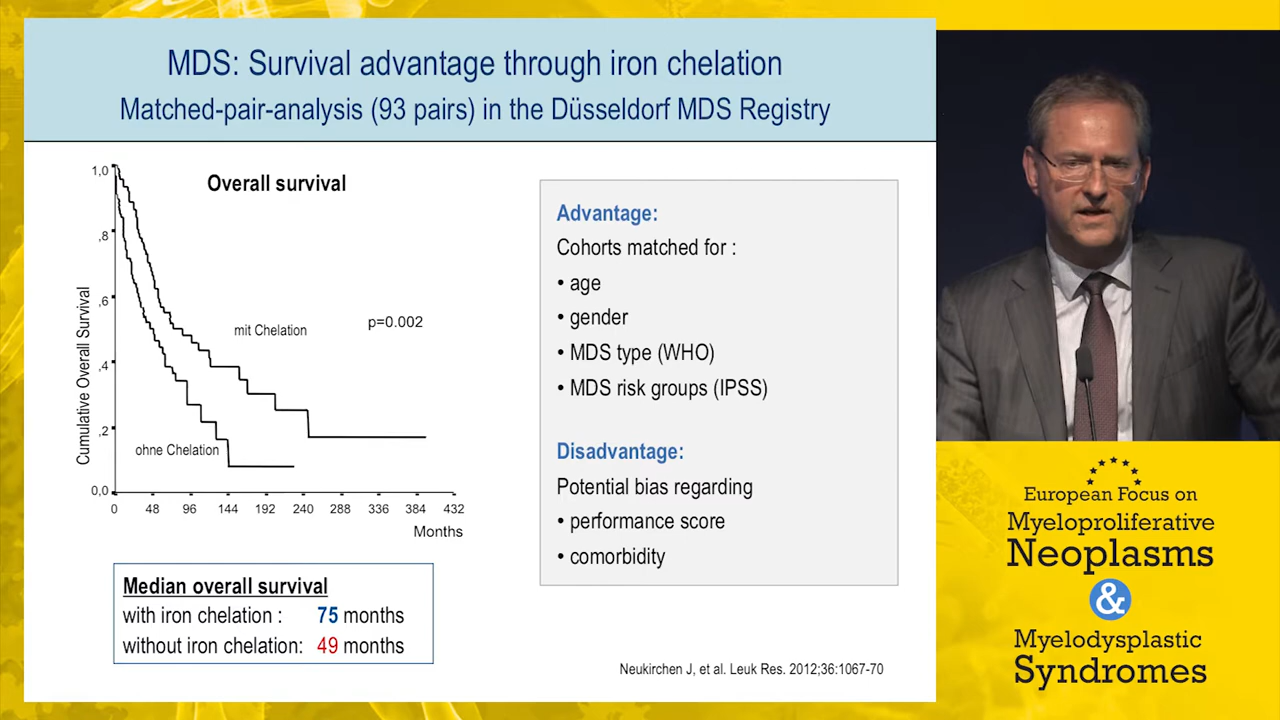 MDS: Survival advantage through iron chelation
Matched-pair-analysis (93 pairs) in the Düsseldorf MDS Registry
Overall survival
Cumulative Overall Survival
1,0
,8
,6
,4
,2
0,0
mit Chelation
p=0.002
ohne Chelation
0 48 96 144 192 240 288 336 384 432
Months
Median overall survival
with iron chelation : 75 months
without iron chelation: 49 months
Advantage:
Cohorts matched for :
• age
• gender
• MDS type (WHO)
• MDS risk groups (IPSS)
Disadvantage:
Potential bias regarding
• performance score
• comorbidity
Neukirchen J, et al. Leuk Res. 2012;36:1067-70
European Focus on
Myeloproliferative
Neoplasms
&
Myelodysplastic
Syndromes